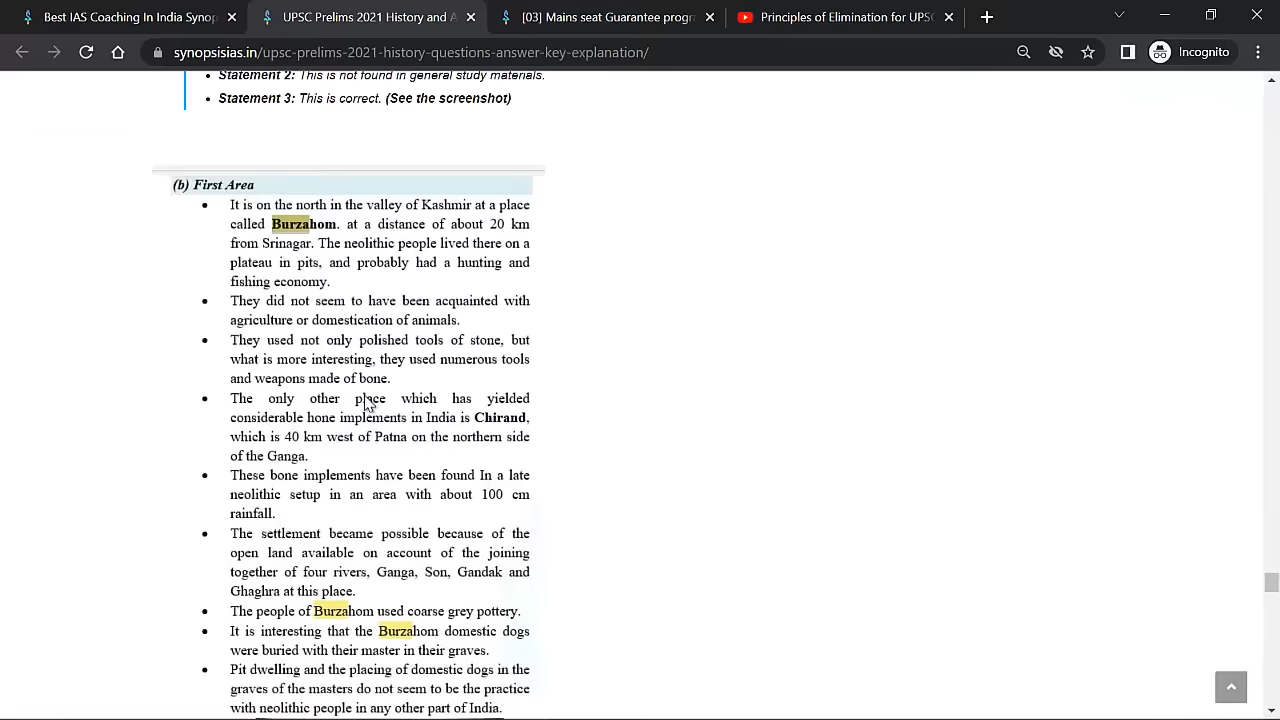 Best IAS Coaching In India Synop
UPSC Prelims 2021 History and A
[03] Mains seat Guarantee progr
Principles of Elimination for UPSC
synopsisias.in/upsc-prelims-2021-history-questions-answer-key-explanation/
Incognito
• Statement 2: This is not found in general study materials.
• Statement 3: This is correct. (See the screenshot)
(b) First Area
• It is on the north in the valley of Kashmir at a place
called Burzahom. at a distance of about 20 km
from Srinagar. The neolithic people lived there on a
plateau in pits, and probably had a hunting and
fishing economy.
• They did not seem to have been acquainted with
agriculture or domestication of animals.
• They used not only polished tools of stone, but
what is more interesting, they used numerous tools
and weapons made of bone.
• The only other place which has yielded
considerable hone implements in India is Chirand,
which is 40 km west of Patna on the northern side
of the Ganga.
• These bone implements have been found In a late
neolithic setup in an area with about 100 cm
rainfall.
• The settlement became possible because of the
open land available on account of the joining
together of four rivers, Ganga, Son, Gandak and
Ghaghra at this place.
• The people of Burzahom used coarse grey pottery.
• It is interesting that the Burzahom domestic dogs
were buried with their master in their graves.
• Pit dwelling and the placing of domestic dogs in the
graves of the masters do not seem to be the practice
with neolithic people in any other part of India.